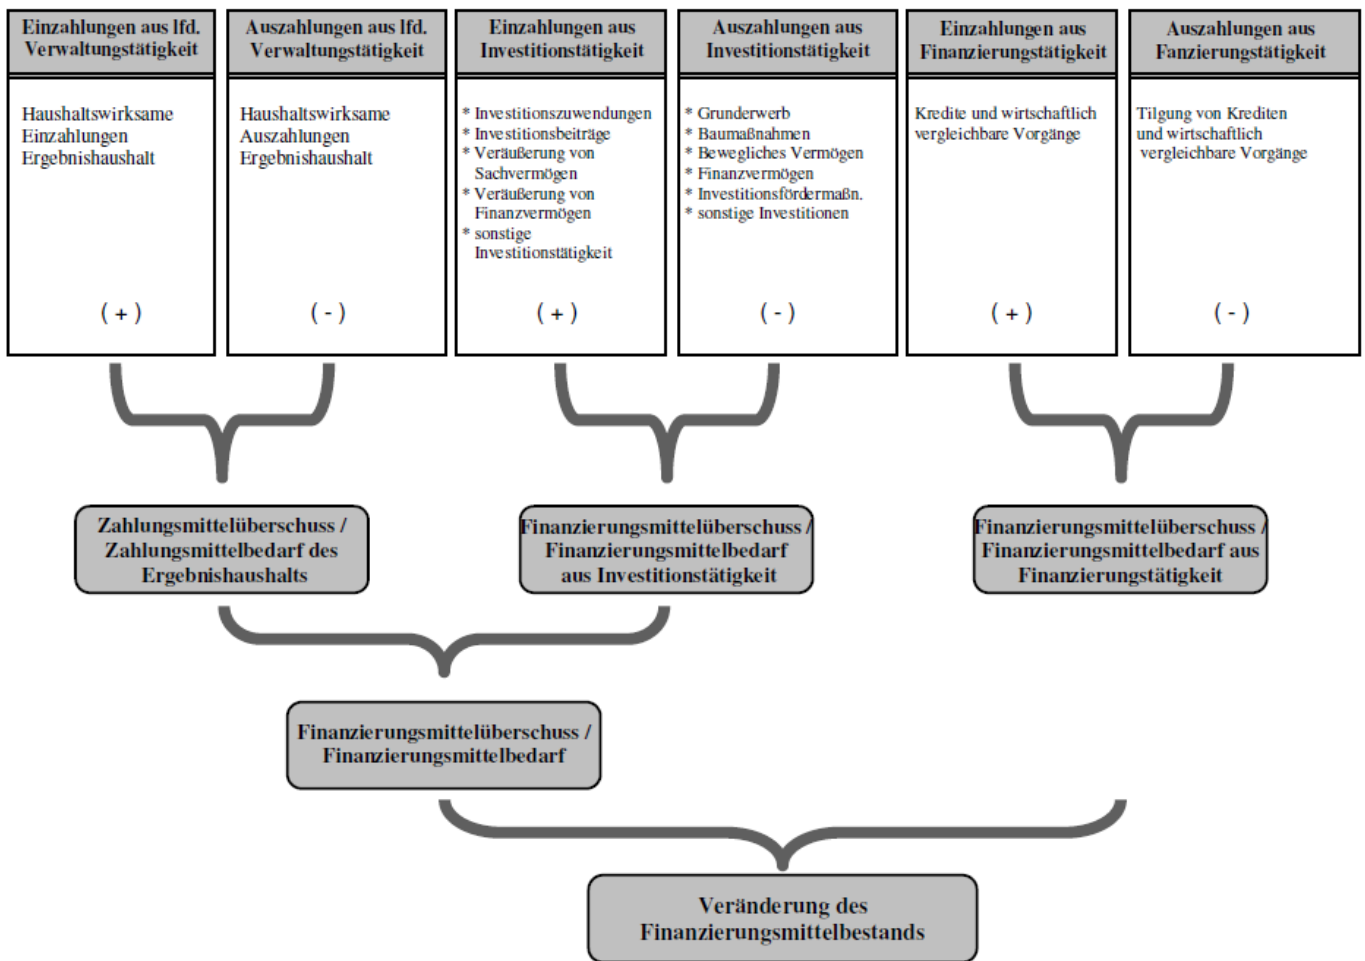 Einzahlungen aus lfd.
Verwaltungstätigkeit
Haushaltswirksame
Einzahlungen
Ergebnishaushalt
( + )
Auszahlungen aus lfd.
Verwaltungstätigkeit
Haushaltswirksame
Auszahlungen
Ergebnishaushalt
( - )
Einzahlungen aus
Investitionstätigkeit
* Investitionszuwendungen
* Investitionsbeiträge
* Veräußerung von
Sachvermögen
* Veräußerung von
Finanzvermögen
* sonstige
Investitionstätigkeit
( + )
Auszahlungen aus
Investitionstätigkeit
* Grunderwerb
* Baumaßnahmen
* Bewegliches Vermögen
* Finanzvermögen
* Investitionsfördermaßn.
* sonstige Investitionen
( - )
Einzahlungen aus
Finanzierungstätigkeit
Kredite und wirtschaftlich
vergleichbare Vorgänge
( + )
Auszahlungen aus
Fanzierungstätigkeit
Tilgung von Krediten
und wirtschaftlich
vergleichbare Vorgänge
( - )
Zahlungsmittelüberschuss /
Zahlungsmittelbedarf des
Ergebnishaushalts
Finanzierungsmittelüberschuss /
Finanzierungsmittelbedarf
aus Investitionstätigkeit
Finanzierungsmittelüberschuss /
Finanzierungsmittelbedarf aus
Finanzierungstätigkeit
Finanzierungsmittelüberschuss /
Finanzierungsmittelbedarf
Veränderung des
Finanzierungsmittelbestands